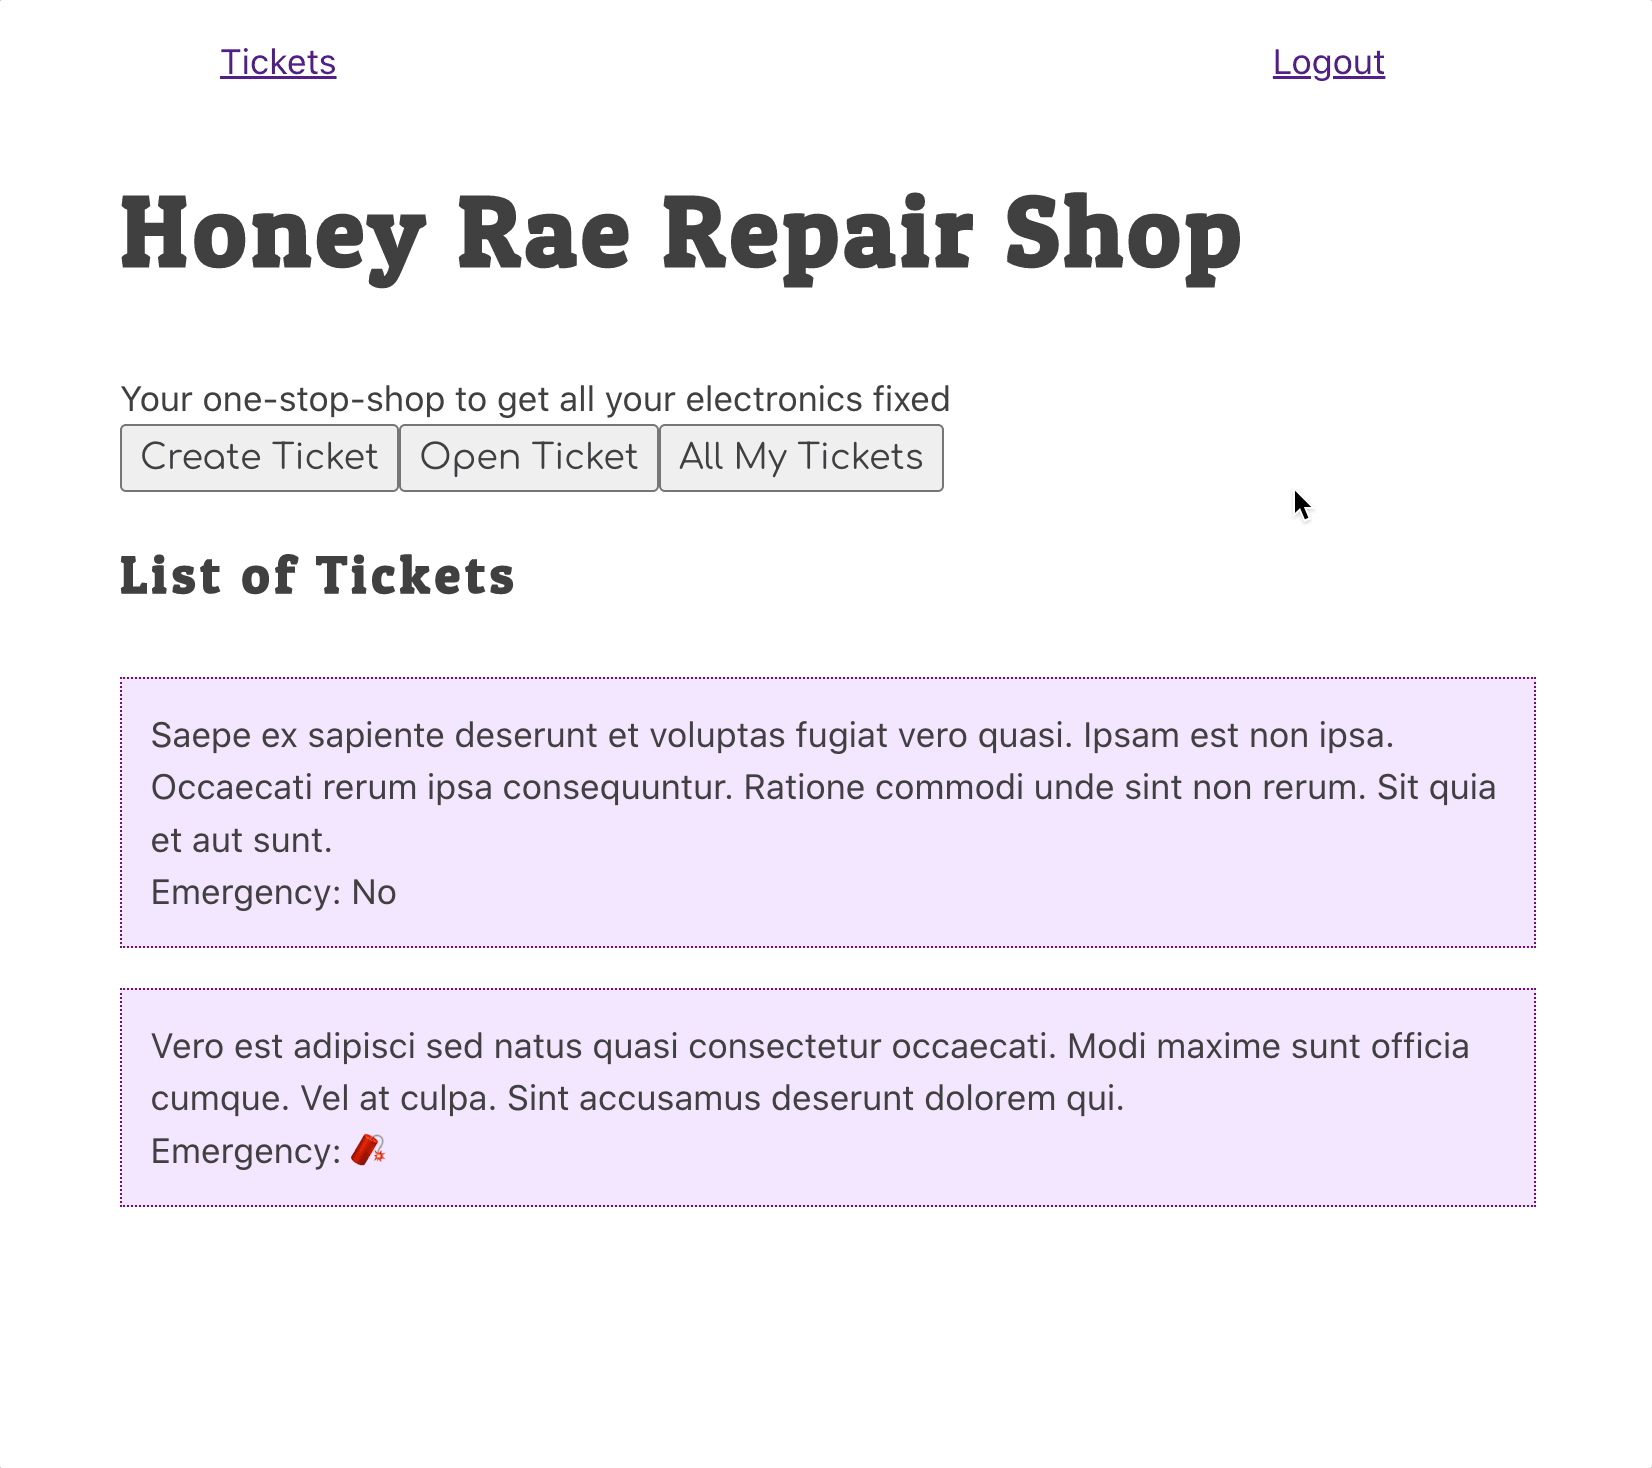 Tickets Logout
Honey Rae Repair Shop
Your one-stop-shop to get all your electronics fixed
Create Ticket Open Ticket All My Tickets
List of Tickets
Saepe ex sapiente deserunt et voluptas fugiat vero quasi. Ipsam est non ipsa.
Occaecati rerum ipsa consequuntur. Ratione commodi unde sint non rerum. Sit quia
et aut sunt.
Emergency: No
Vero est adipisci sed natus quasi consectetur occaecati. Modi maxime sunt officia
cumque. Vel at culpa. Sint accusamus deserunt dolorem qui.
Emergency: 🧨